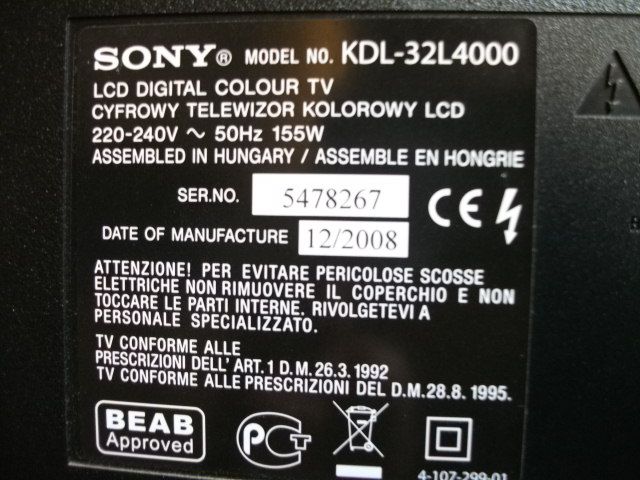 SONY® MODEL NO. KDL-32L4000
LCD DIGITAL COLOUR TV
CYFROWY TELEWIZOR KOLOROWY LCD
220-240V ~ 50Hz 155W
ASSEMBLED IN HUNGARY / ASSEMBLE EN HONGRIE
SER.NO. 5478267
CE
DATE OF MANUFACTURE 12/2008
ATTENZIONE! PER EVITARE PERICOLOSE SCOSSE
ELETTRICHE NON RIMUOVERE IL COPERCHIO E NON
TOCCARE LE PARTI INTERNE. RIVOLGETEVI A
PERSONALE SPECIALIZZATO.
TV CONFORME ALLE
PRESCRIZIONI DELL' ART. 1 D.M. 26.3. 1992
TV CONFORME ALLE PRESCRIZIONI DEL D.M. 28.8. 1995.
BEAB
Approved
PCT
4-107-299-01